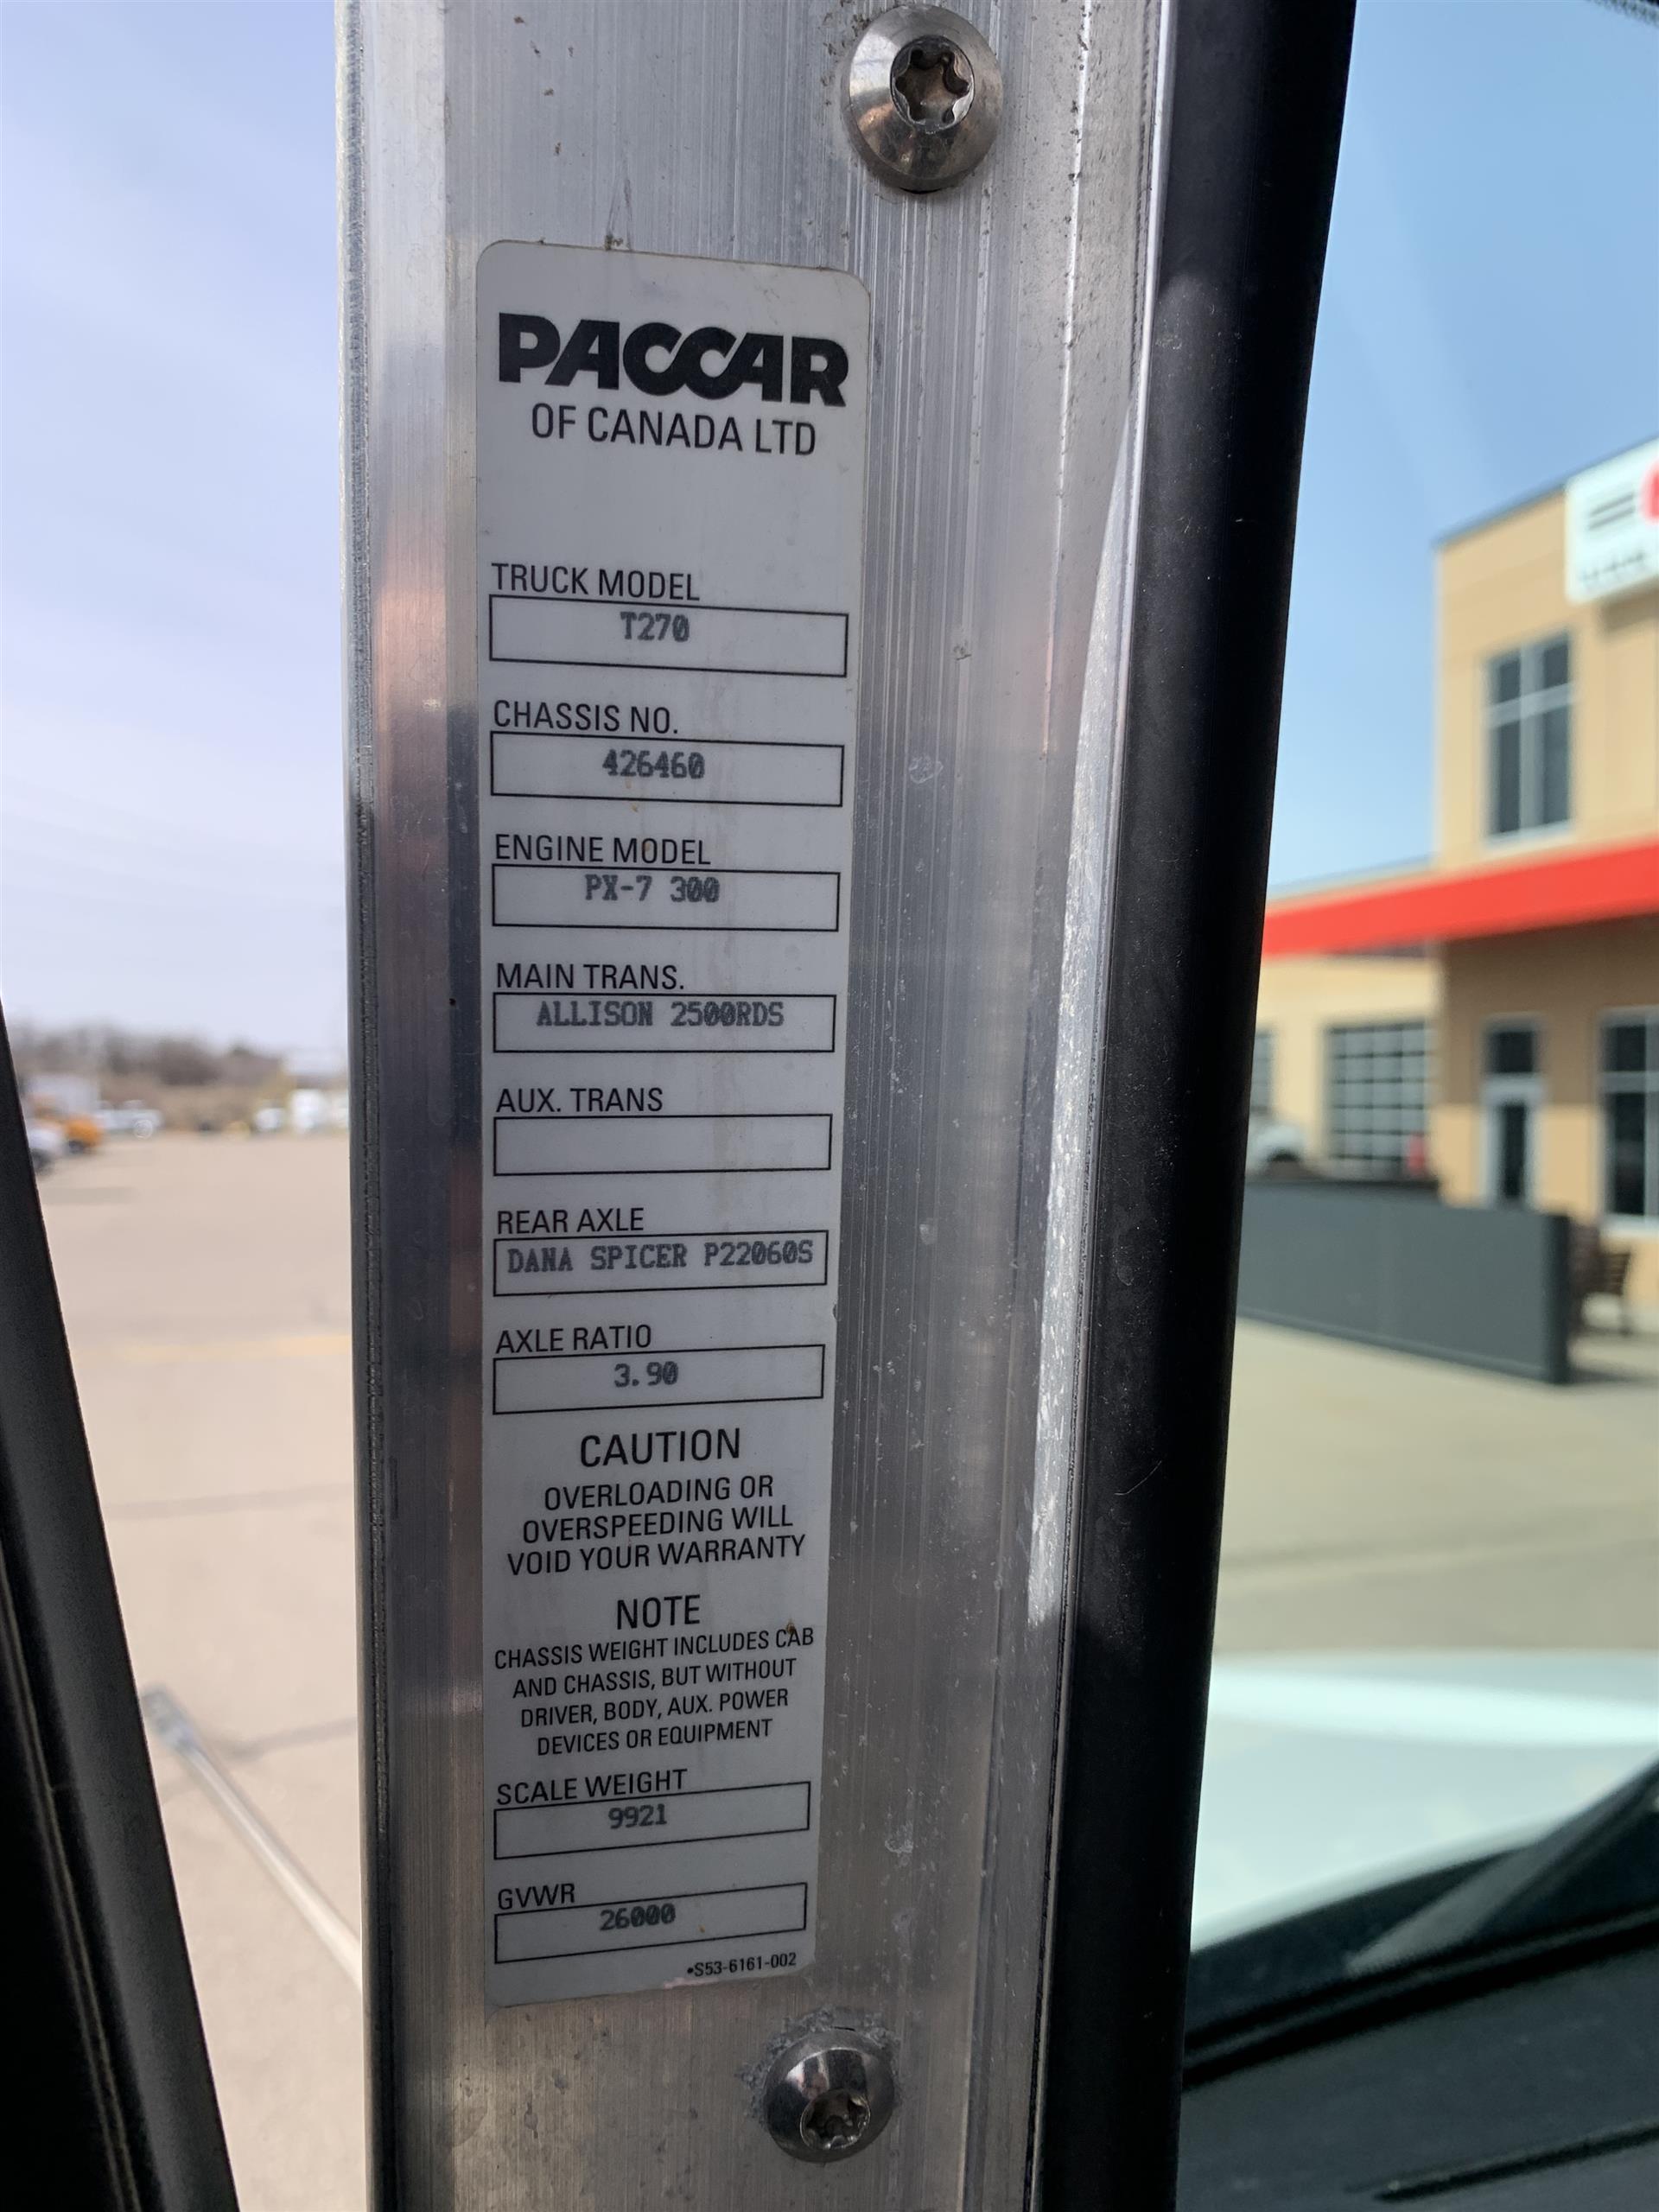 PACCAR
OF CANADA LTD
TRUCK MODEL
T270
CHASSIS NO.
426460
ENGINE MODEL
PX-7 300
MAIN TRANS.
ALLISON 2500RDS
AUX. TRANS
REAR AXLE
DANA SPICER P22060S
AXLE RATIO
3.90
CAUTION
OVERLOADING OR
OVERSPEEDING WILL
VOID YOUR WARRANTY
NOTE
CHASSIS WEIGHT INCLUDES CAB
AND CHASSIS, BUT WITHOUT
DRIVER, BODY, AUX. POWER
DEVICES OR EQUIPMENT
SCALE WEIGHT
9921
GVWR
26000
•S53-6161-002